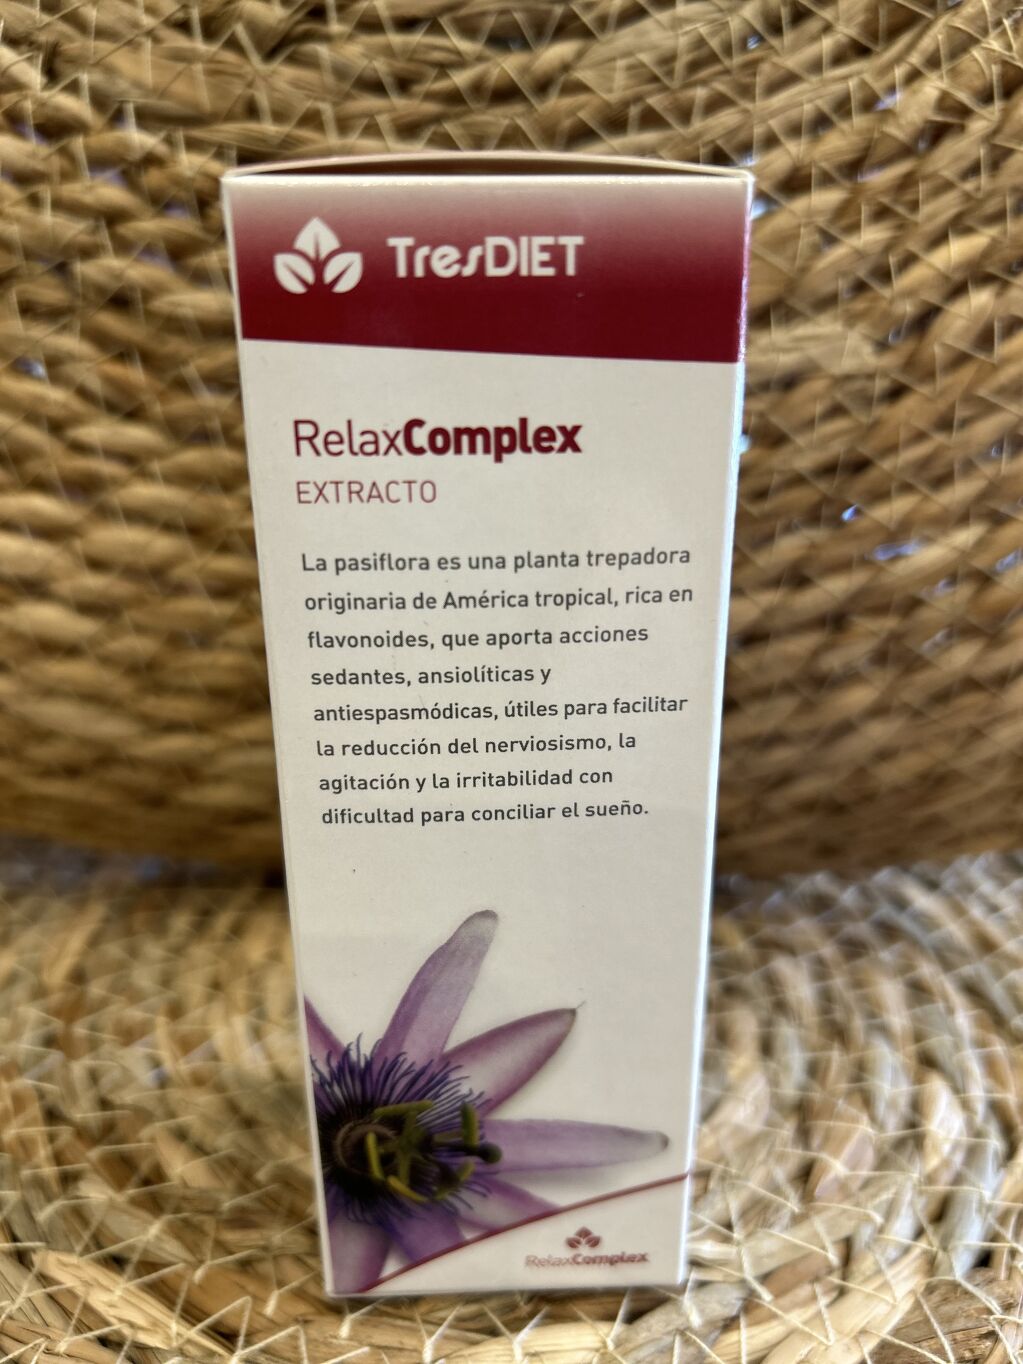 TresDIET
RelaxComplex
EXTRACTO
La pasiflora es una planta trepadora
originaria de América tropical, rica en
flavonoides, que aporta acciones
sedantes, ansiolíticas y
antiespasmódicas, útiles para facilitar
la reducción del nerviosismo, la
agitación y la irritabilidad con
dificultad para conciliar el sueño.
RelaxComplex